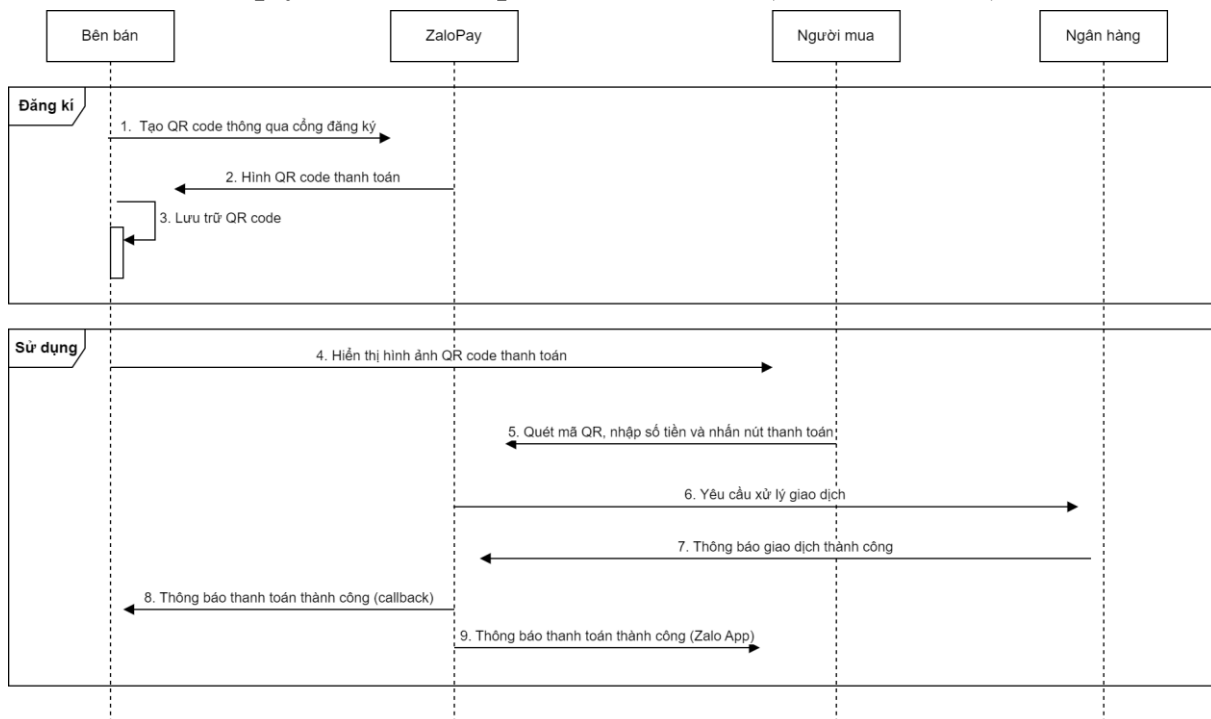 Bên bán
ZaloPay
Người mua
Ngân hàng
Đăng kí
1. Tạo QR code thông qua cổng đăng ký
2. Hình QR code thanh toán
3. Lưu trữ QR code
Sử dụng
4. Hiển thị hình ảnh QR code thanh toán
5. Quét mã QR, nhập số tiền và nhấn nút thanh toán
6. Yêu cầu xử lý giao dịch
7. Thông báo giao dịch thành công
8. Thông báo thanh toán thành công (callback)
9. Thông báo thanh toán thành công (Zalo App)